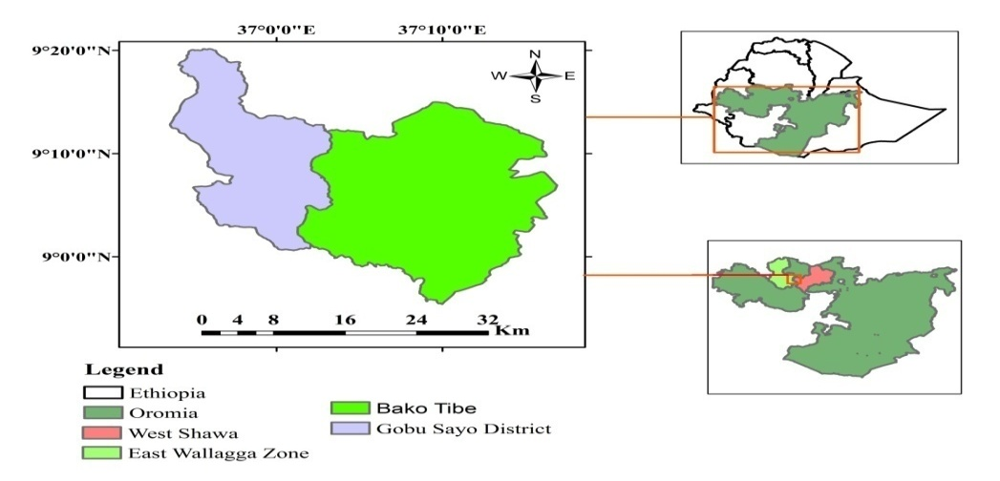 37°0'0"E 37°10'0"E
9°20'0"N
N
W E
S
9°10'0"N
9°0'0"N
0 4 8 16 24 32
Km
Legend
Ethiopia
Oromia
West Shawa
East Wallagga Zone
Bako Tibe
Gobu Sayo District